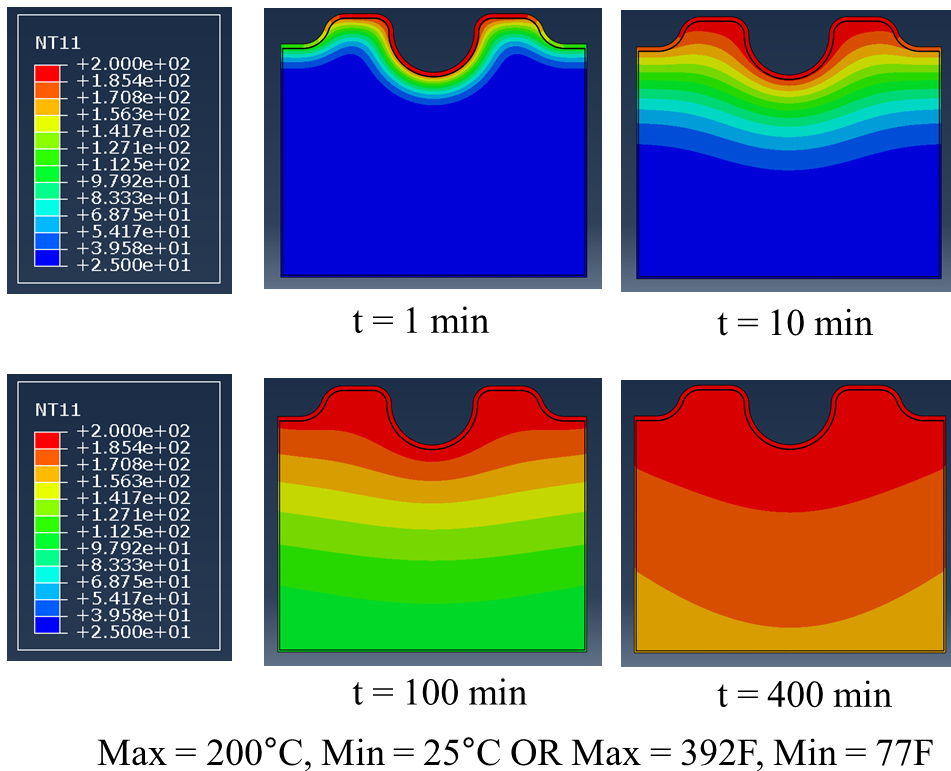 NT11
+2.000e+02
+1.854e+02
+1.708e+02
+1.563e+02
+1.417e+02
+1.271e+02
+1.125e+02
+9.792e+01
+8.333e+01
+6.875e+01
+5.417e+01
+3.958e+01
+2.500e+01
t = 1 min
t = 10 min
NT11
+2.000e+02
+1.854e+02
+1.708e+02
+1.563e+02
+1.417e+02
+1.271e+02
+1.125e+02
+9.792e+01
+8.333e+01
+6.875e+01
+5.417e+01
+3.958e+01
+2.500e+01
t = 100 min
t = 400 min
Max = 200°C, Min = 25°C OR Max = 392F, Min = 77F